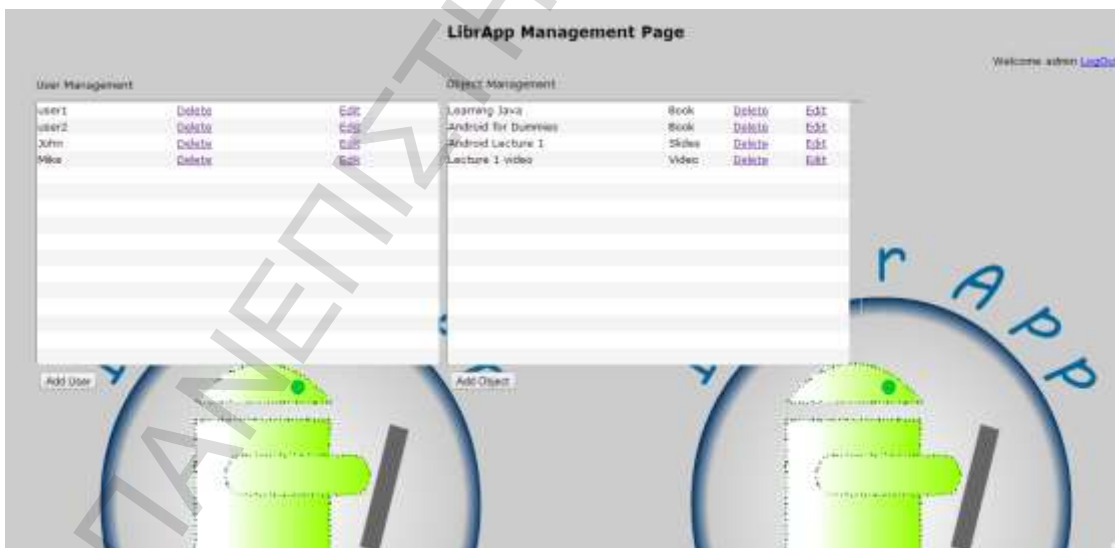 LibrApp Management Page
Welcome admin LogOut
User Management
user1 Delete Edit
user2 Delete Edit
John Delete Edit
Mike Delete Edit
Add User
Object Management
Learning Java Book Delete Edit
Android for Dummies Book Delete Edit
Android Lecture 1 Slides Delete Edit
Lecture 1 video Video Delete Edit
Add Object
r App
ΠΑΝΕΠΙΣΤΗ